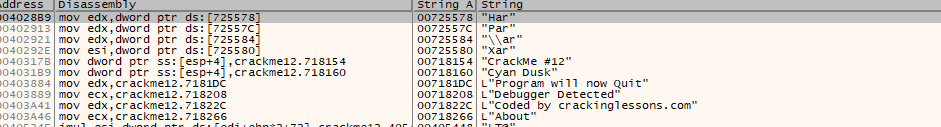 Address Disassembly String A String
004028B9 mov edx,dword ptr ds:[725578] 00725578 "Har"
00402913 mov edx,dword ptr ds:[72557C] 0072557C "Par"
00402921 mov edx,dword ptr ds:[725584] 00725584 "\\ar"
0040292E mov esi,dword ptr ds:[725580] 00725580 "Xar"
0040317B mov dword ptr ss:[esp+4],crackme12.718154 00718154 "CrackMe #12"
004031B9 mov dword ptr ss:[esp+4],crackme12.718160 00718160 "Cyan Dusk"
00403884 mov edx,crackme12.7181DC 007181DC L"Program will now Quit"
00403889 mov ecx,crackme12.718208 00718208 L"Debugger Detected"
00403A41 mov edx,crackme12.71822C 0071822C L"Coded by crackinglessons.com"
00403A46 mov ecx,crackme12.718266 00718266 L"About"